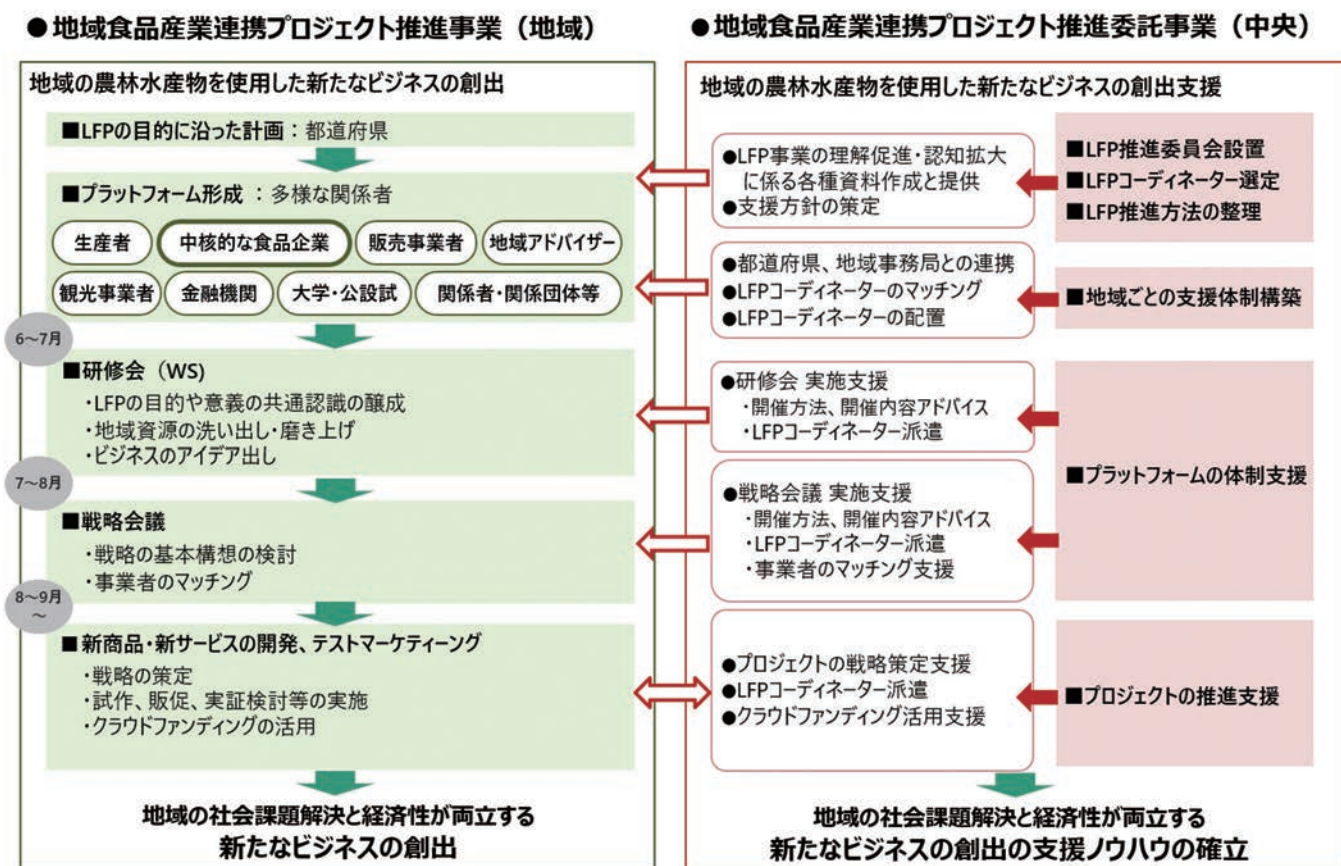 ●地域食品産業連携プロジェクト推進事業（地域）
地域の農林水産物を使用した新たなビジネスの創出
■LFPの目的に沿った計画：都道府県
■プラットフォーム形成 ：多様な関係者
生産者 中核的な食品企業 販売事業者 地域アドバイザー
観光事業者 金融機関 大学・公設試 関係者・関係団体等
6～7月
■研修会（WS)
・LFPの目的や意義の共通認識の醸成
・地域資源の洗い出し・磨き上げ
・ビジネスのアイデア出し
7～8月
■戦略会議
・戦略の基本構想の検討
・事業者のマッチング
8～9月
～
■新商品・新サービスの開発、テストマーケティーング
・戦略の策定
・試作、販促、実証検討等の実施
・クラウドファンディングの活用
地域の社会課題解決と経済性が両立する
新たなビジネスの創出
●地域食品産業連携プロジェクト推進委託事業（中央）
地域の農林水産物を使用した新たなビジネスの創出支援
●LFP事業の理解促進・認知拡大
に係る各種資料作成と提供
●支援方針の策定
■LFP推進委員会設置
■LFPコーディネーター選定
■LFP推進方法の整理
●都道府県、地域事務局との連携
●LFPコーディネーターのマッチング
●LFPコーディネーターの配置
■地域ごとの支援体制構築
●研修会 実施支援
・開催方法、開催内容アドバイス
・LFPコーディネーター派遣
●戦略会議 実施支援
・開催方法、開催内容アドバイス
・LFPコーディネーター派遣
・事業者のマッチング支援
■プラットフォームの体制支援
●プロジェクトの戦略策定支援
●LFPコーディネーター派遣
●クラウドファンディング活用支援
■プロジェクトの推進支援
地域の社会課題解決と経済性が両立する
新たなビジネスの創出の支援ノウハウの確立